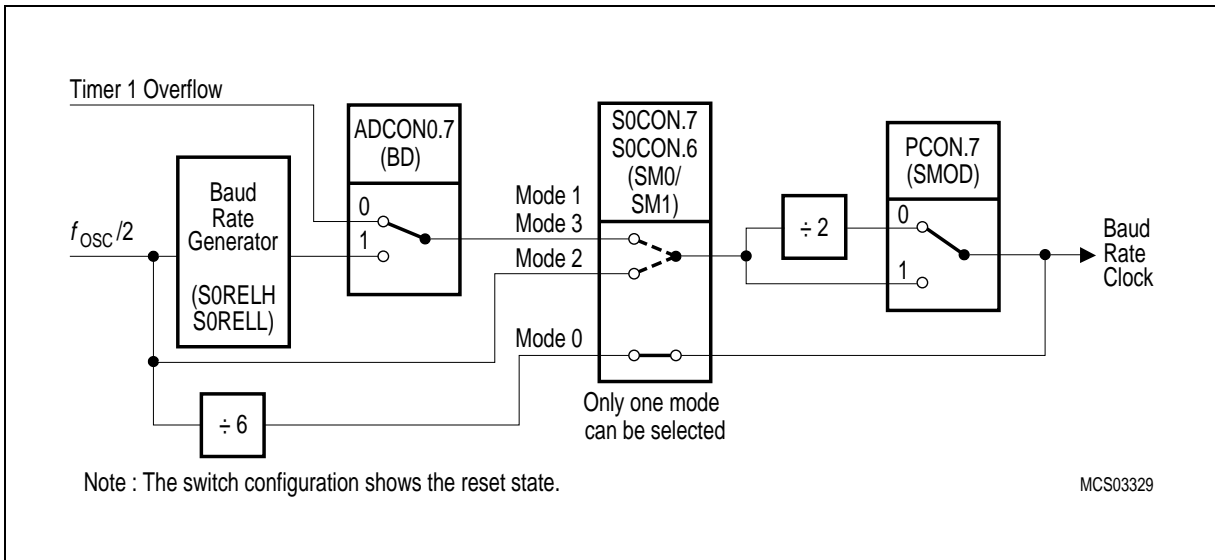 Timer 1 Overflow
f OSC /2
Baud
Rate
Generator
(S0RELH
S0RELL)
÷ 6
ADCON0.7
(BD)
0
1
Mode 1
Mode 3
Mode 2
Mode 0
S0CON.7
S0CON.6
(SM0/
SM1)
Only one mode
can be selected
÷ 2
PCON.7
(SMOD)
0
1
Baud
Rate
Clock
Note : The switch configuration shows the reset state.
MCS03329